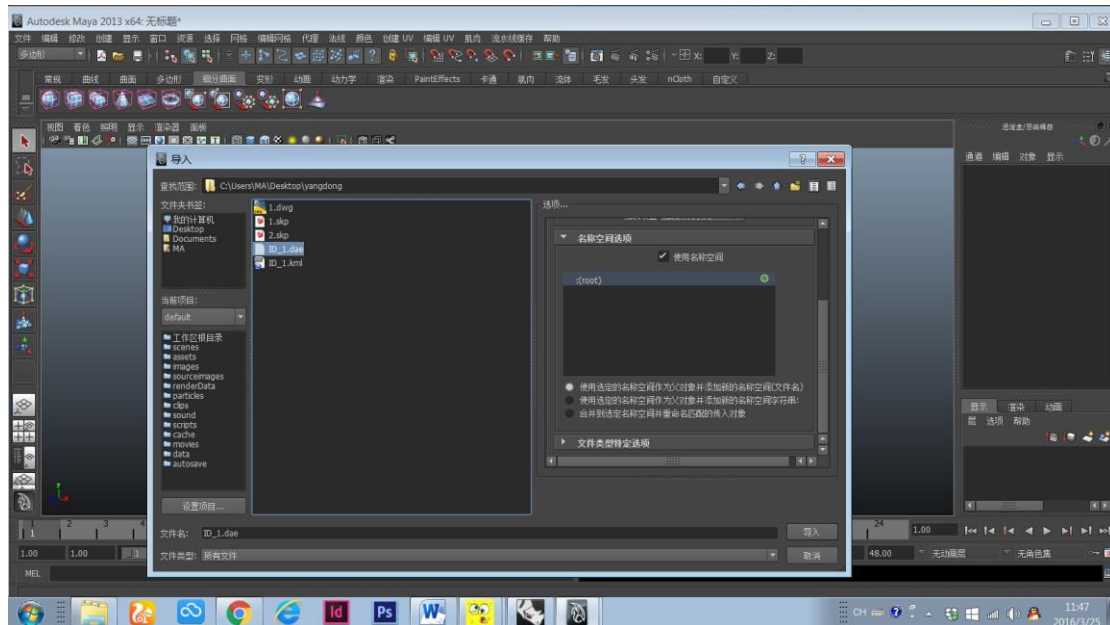 Autodesk Maya 2013 x64: 无标题*
文件 编辑 修改 创建 显示 窗口 资源 选择 网格 编辑网格 代理 法线 颜色 创建 UV 编辑 UV 肌肉 流水线缓存 帮助
多边形 X: Y: Z:
常规 曲线 曲面 多边形 细分曲面 变形 动画 动力学 渲染 PaintEffects 卡通 肌肉 流体 毛发 头发 nCloth 自定义
视图 着色 照明 显示 渲染器 面板
通道盒/层编辑器
通道 编辑 对象 显示
导入
查找范围: C:\Users\MA\Desktop\yangdong
文件夹书签:
我的计算机
Desktop
Documents
MA
1.dwg
1.skp
2.skp
ID_1.dae
ID_1.kml
选项...
名称空间选项
使用名称空间
:(root)
使用选定的名称空间作为父对象并添加新的名称空间(文件名)
使用选定的名称空间作为父对象并添加新的名称空间字符串:
合并到选定名称空间并重命名匹配的传入对象
文件类型特定选项
当前项目:
default
工作区根目录
scenes
assets
images
sourceimages
renderData
particles
clips
sound
scripts
cache
movies
data
autosave
设置项目...
文件名: ID_1.dae 导入
文件类型: 所有文件 取消
显示 渲染 动画
层 选项 帮助
1 2 3 4 24 1.00
1.00 1.00 1 48.00 无动画层 无角色集
MEL
Id Ps W CH 11:47
2016/3/25